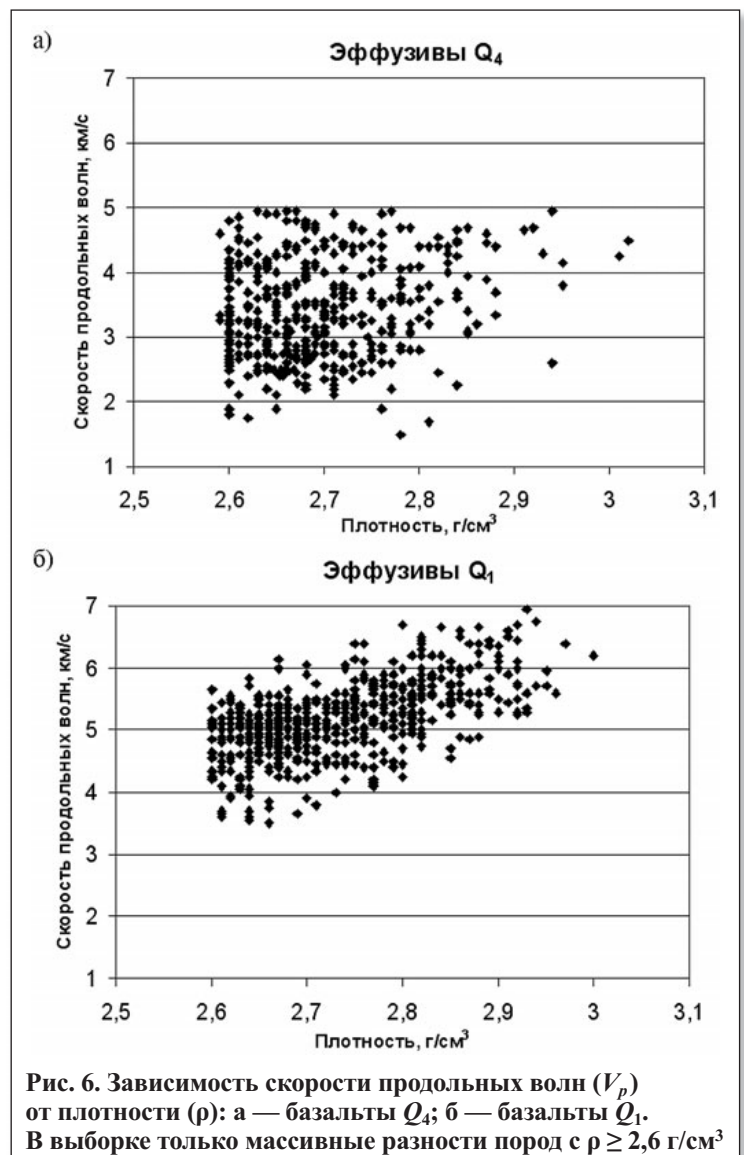 а)
Эффузивы Q4
Скорость продольных волн, км/с
7
6
5
4
3
2
1
2,5 2,6 2,7 2,8 2,9 3 3,1
Плотность, г/см³
б)
Эффузивы Q1
Скорость продольных волн, км/с
7
6
5
4
3
2
1
2,5 2,6 2,7 2,8 2,9 3 3,1
Плотность, г/см³
Рис. 6. Зависимость скорости продольных волн (Vp)
от плотности (ρ): а — базальты Q4; б — базальты Q1.
В выборке только массивные разности пород с ρ ≥ 2,6 г/см³